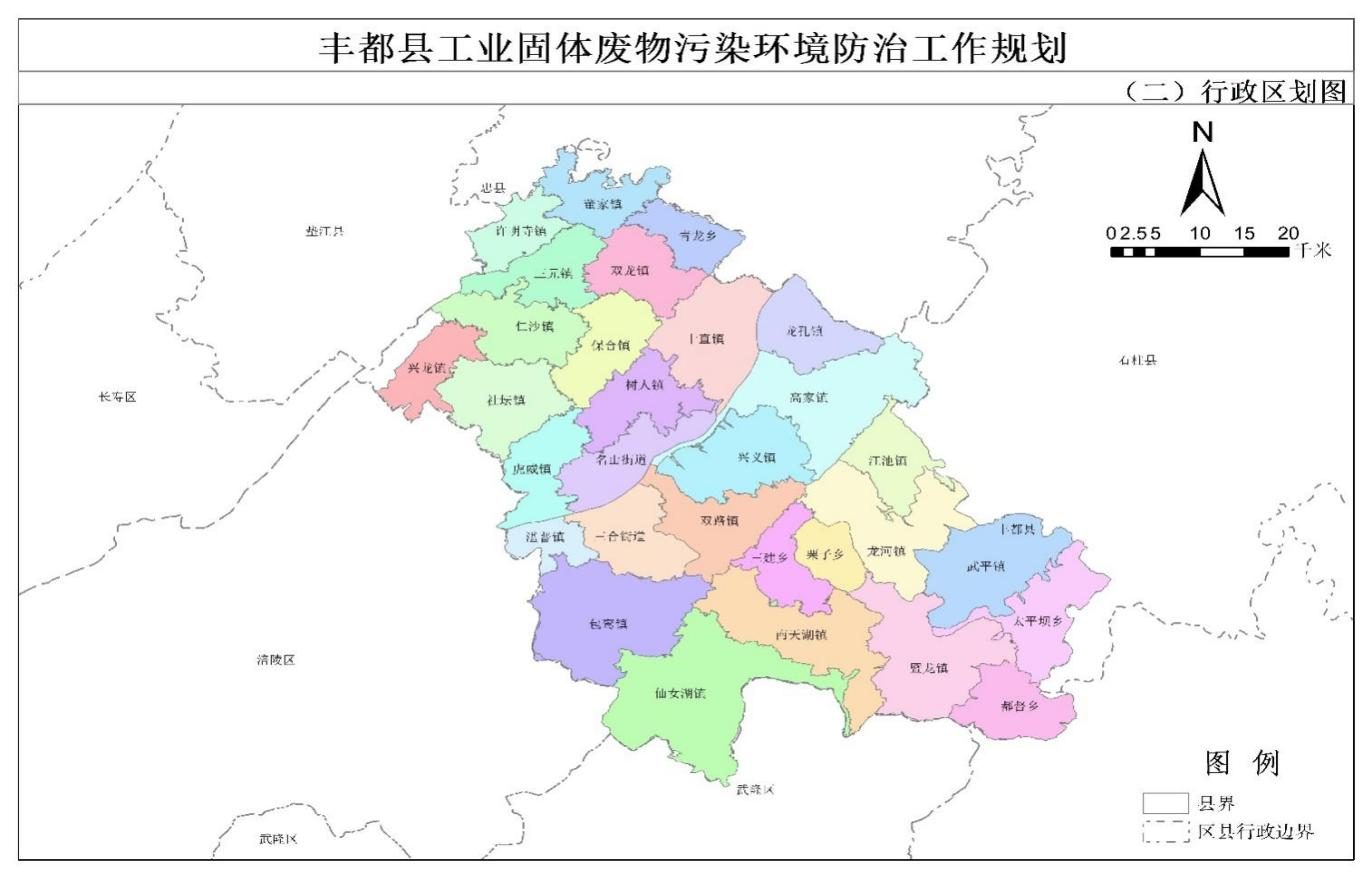 丰都县工业固体废物污染环境防治工作规划
（二）行政区划图
N
0 2.5 5 10 15 20
千米
忠县
董家镇
垫江县
许明寺镇
青龙乡
三元镇
双龙镇
仁沙镇
保合镇
十直镇
龙孔镇
石柱县
兴龙镇
树人镇
长寿区
社坛镇
高家镇
虎威镇
名山街道
兴义镇
江池镇
双路镇
湛普镇
三合街道
三建乡
栗子乡
龙河镇
丰都县
武平镇
包鸾镇
南天湖镇
太平坝乡
涪陵区
暨龙镇
仙女湖镇
都督乡
武隆区
武隆区
图 例
县界
区县行政边界